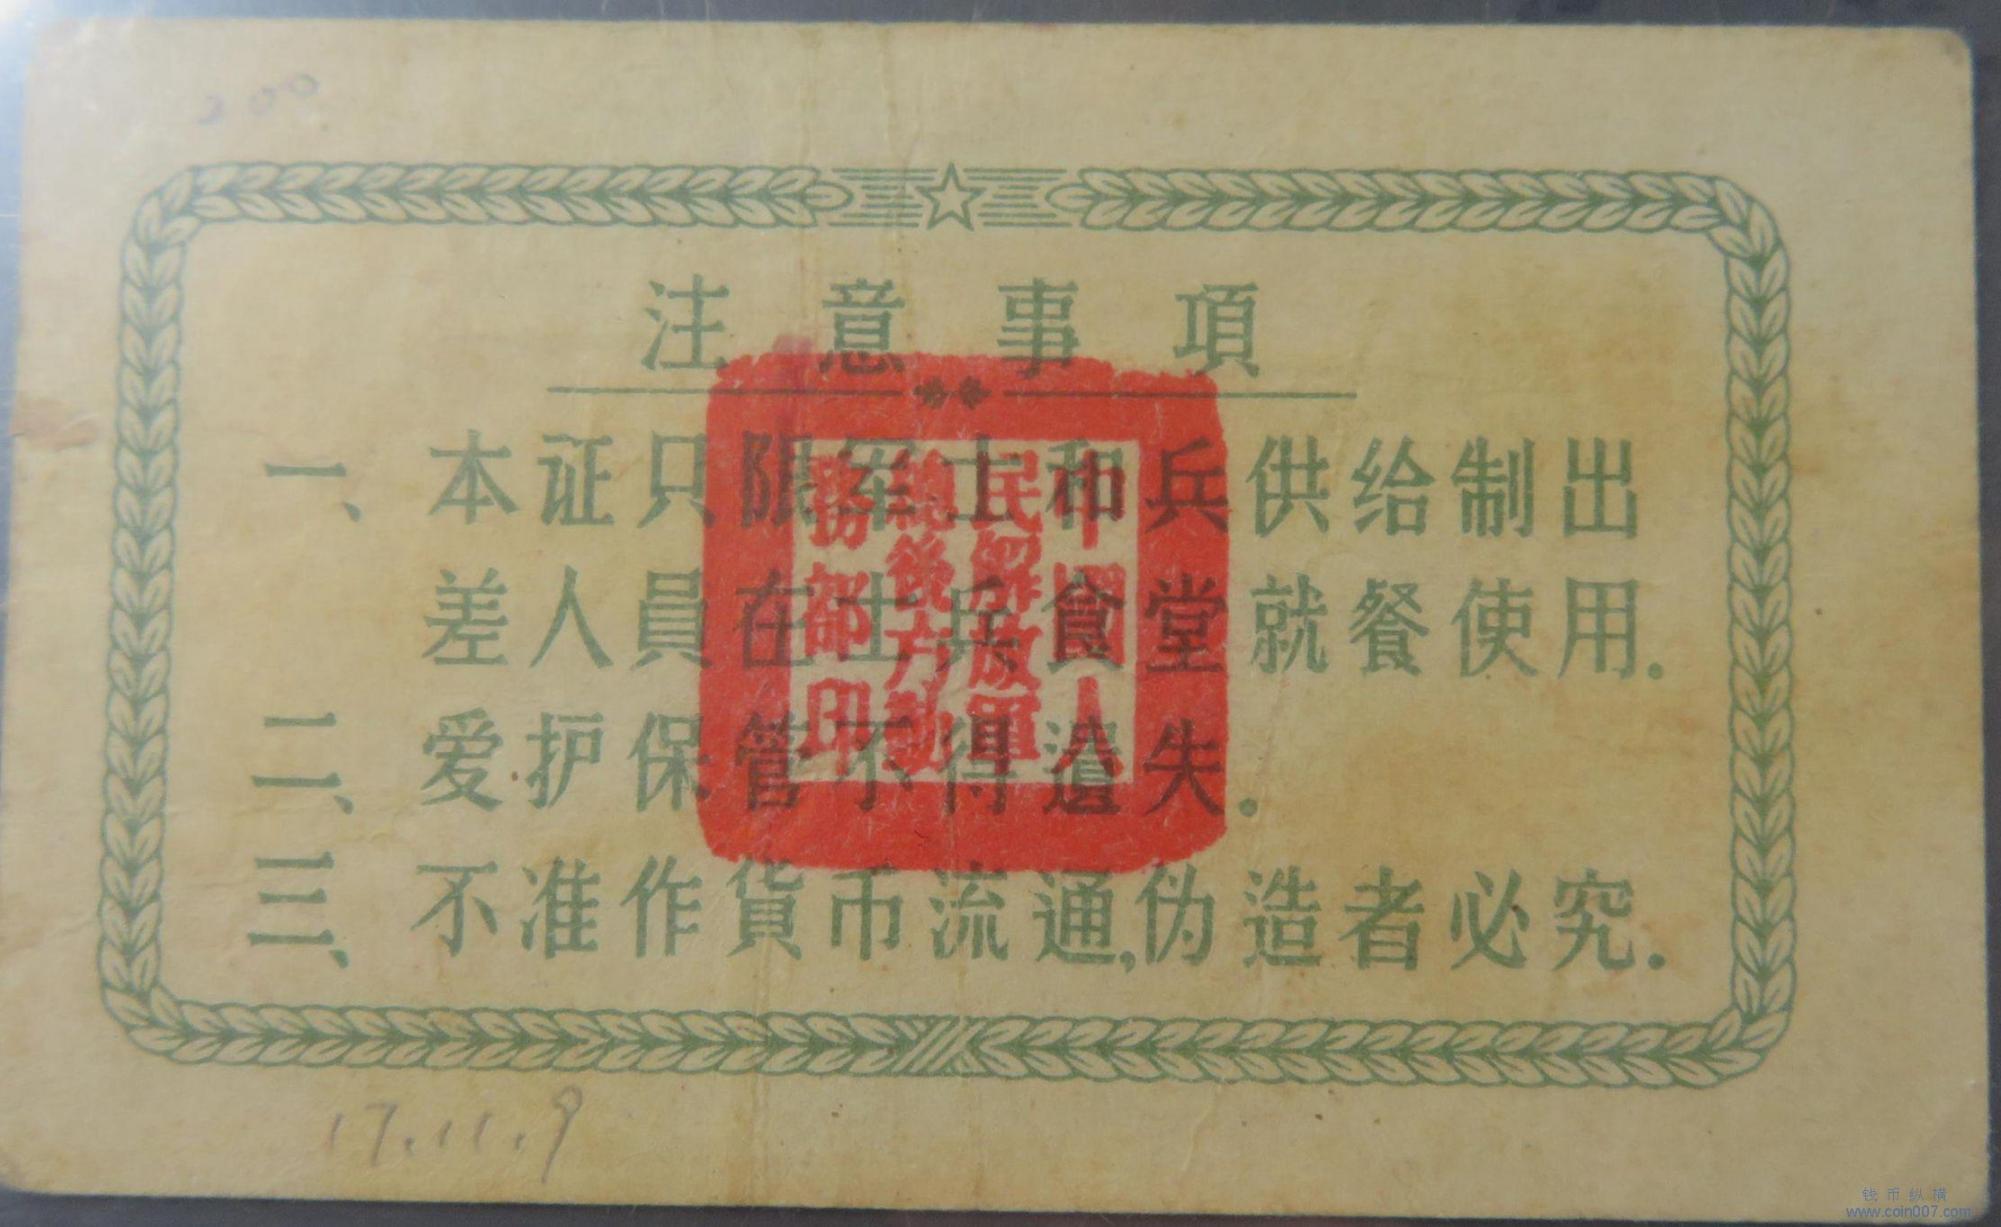 300
注意事項
一、本证只限军士和兵供给制出
差人員在士兵食堂就餐使用.
二、爱护保管不得遺失.
三、不准作貨币流通,伪造者必究.
中國人
民解放軍
總後方勤
務部印
17.11.9
钱币纵横
www.coin007.com